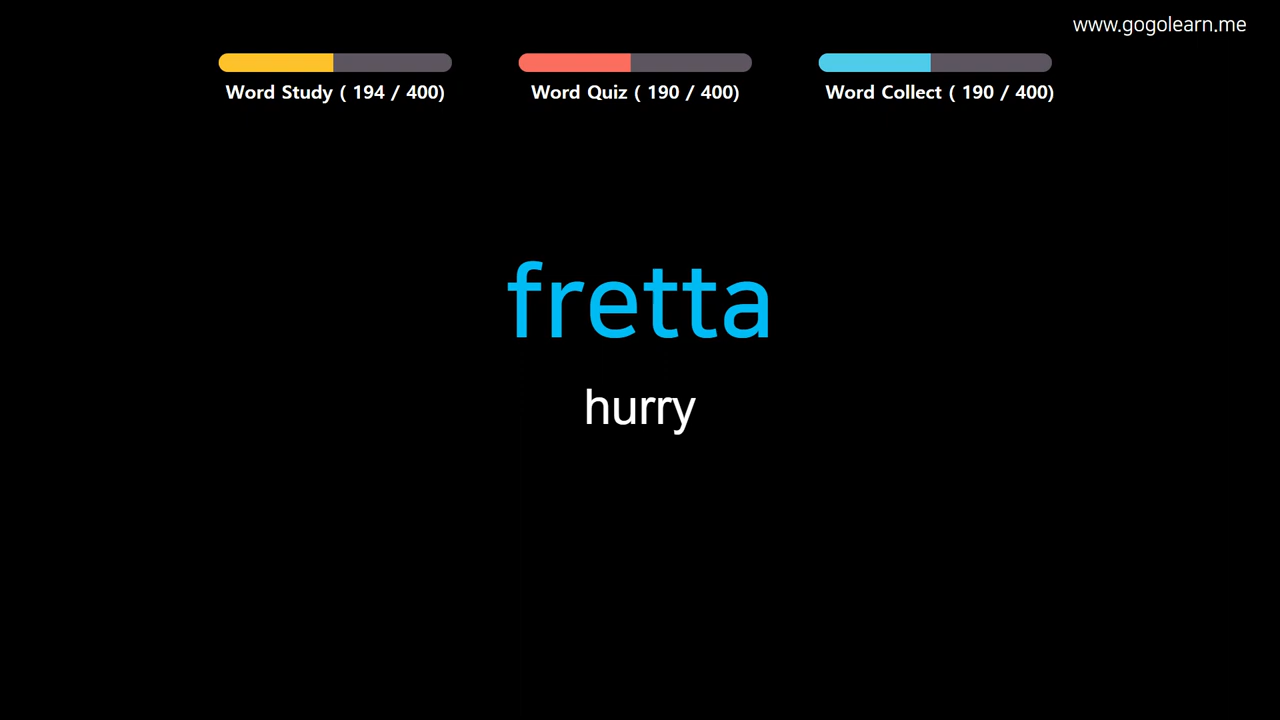 www.gogolearn.me
Word Study ( 194 / 400)
Word Quiz ( 190 / 400)
Word Collect ( 190 / 400)
fretta
hurry